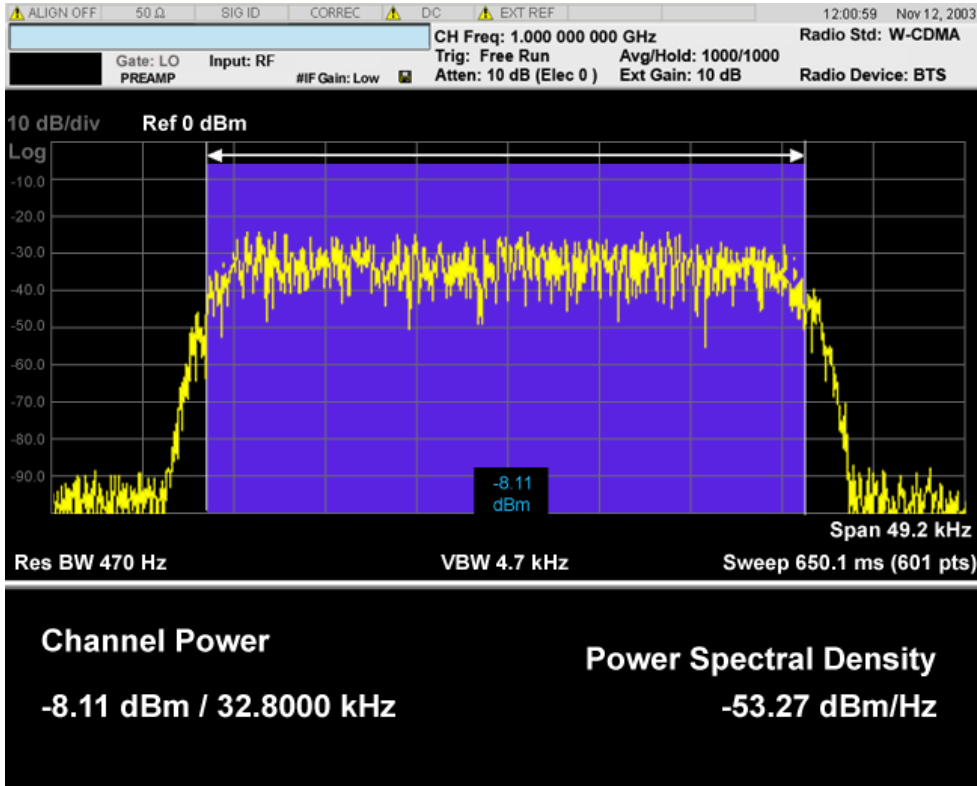 ALIGN OFF 50 Ω SIG ID CORREC DC EXT REF 12:00:59 Nov 12, 2003
CH Freq: 1.000 000 000 GHz Radio Std: W-CDMA
Gate: LO Input: RF Trig: Free Run Avg/Hold: 1000/1000
PREAMP #IF Gain: Low Atten: 10 dB (Elec 0 ) Ext Gain: 10 dB Radio Device: BTS
10 dB/div Ref 0 dBm
Log
-10.0
-20.0
-30.0
-40.0
-50.0
-60.0
-70.0
-80.0
-90.0
-8.11
dBm
Span 49.2 kHz
Res BW 470 Hz VBW 4.7 kHz Sweep 650.1 ms (601 pts)
Channel Power
Power Spectral Density
-8.11 dBm / 32.8000 kHz
-53.27 dBm/Hz